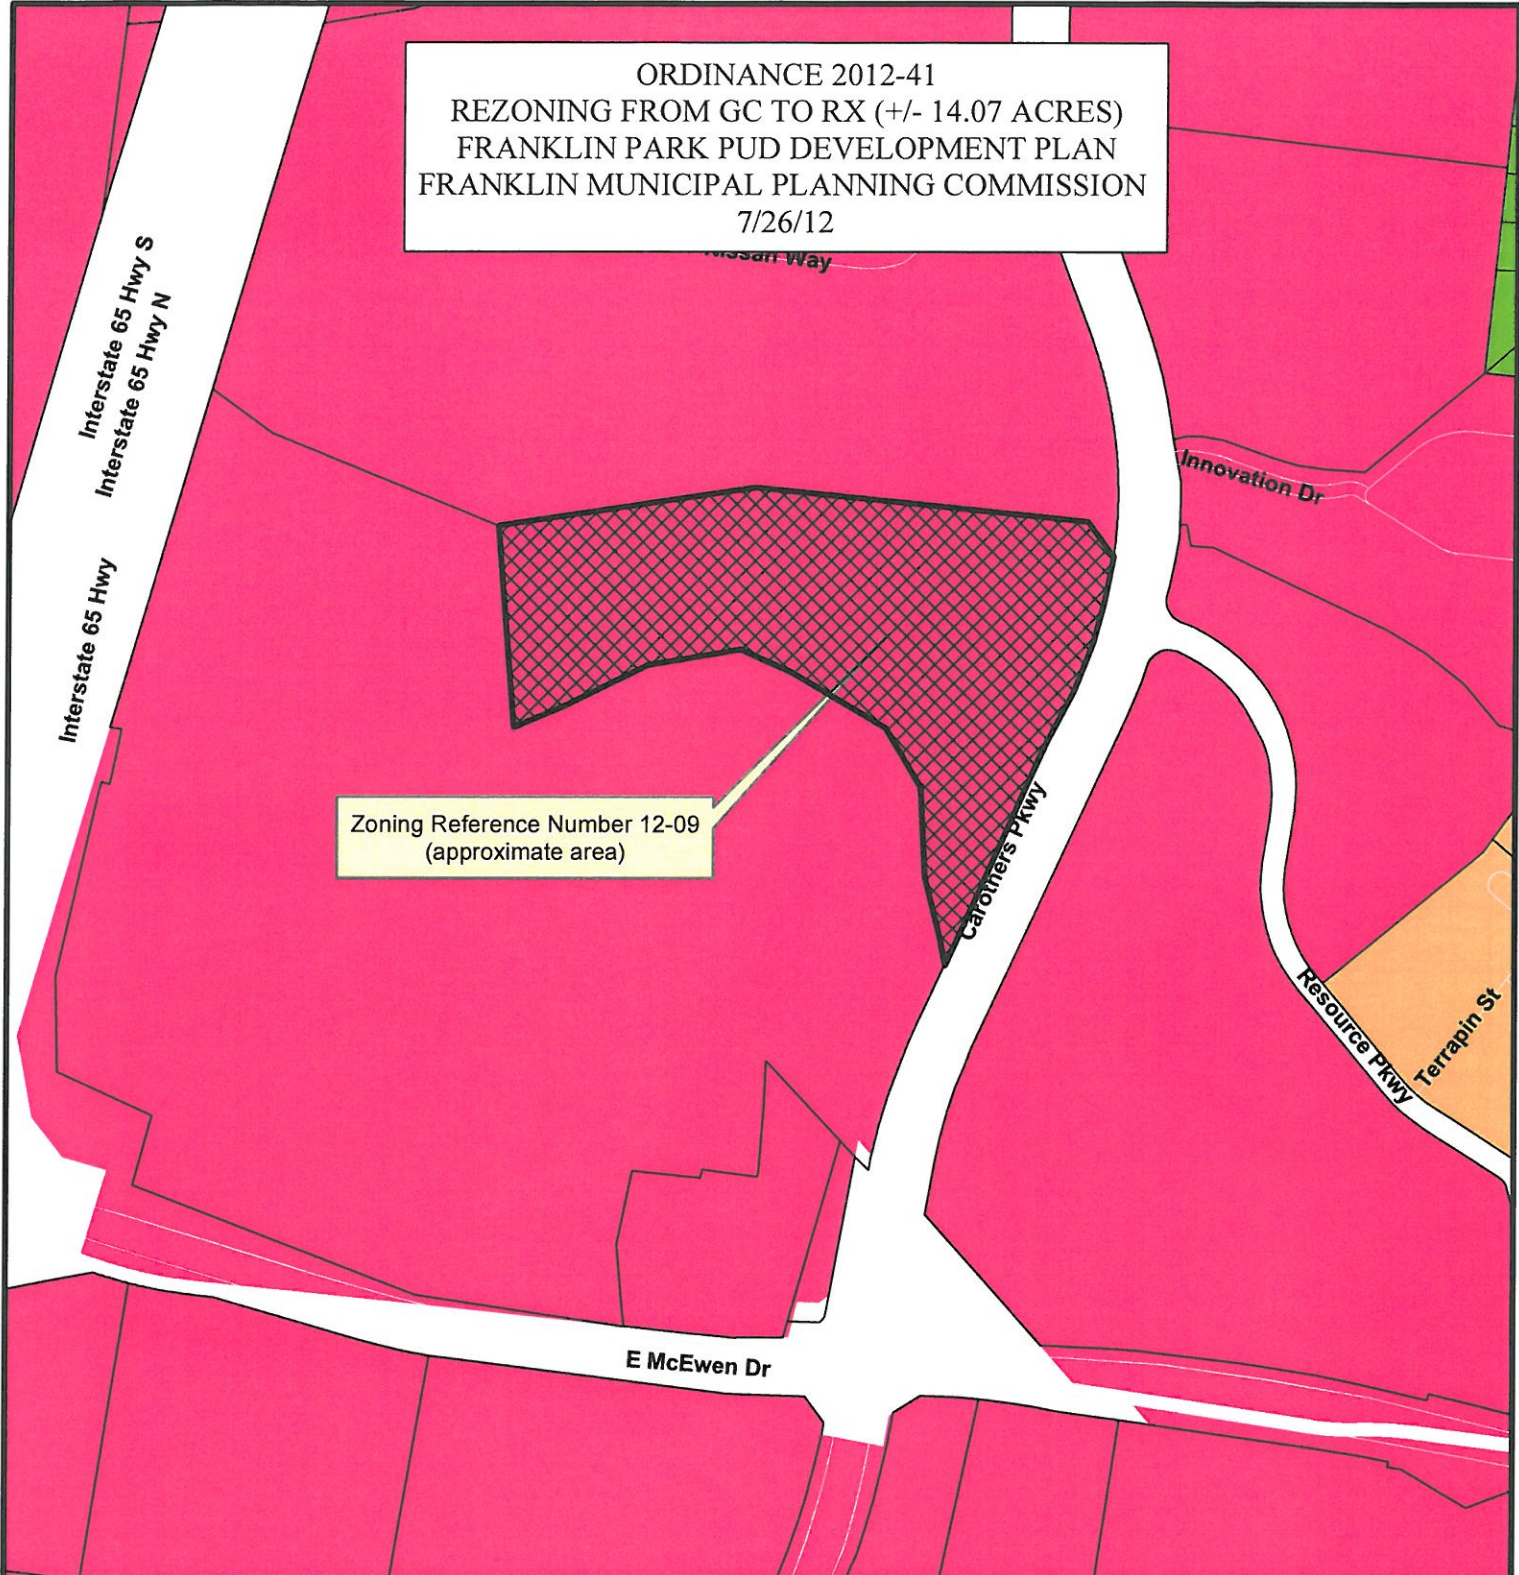 ORDINANCE 2012-41
REZONING FROM GC TO RX (+/- 14.07 ACRES)
FRANKLIN PARK PUD DEVELOPMENT PLAN
FRANKLIN MUNICIPAL PLANNING COMMISSION
7/26/12
Nissan Way
Interstate 65 Hwy S
Interstate 65 Hwy N
Innovation Dr
Interstate 65 Hwy
Zoning Reference Number 12-09
(approximate area)
Carothers Pkwy
Resource Pkwy
Terrapin St
E McEwen Dr